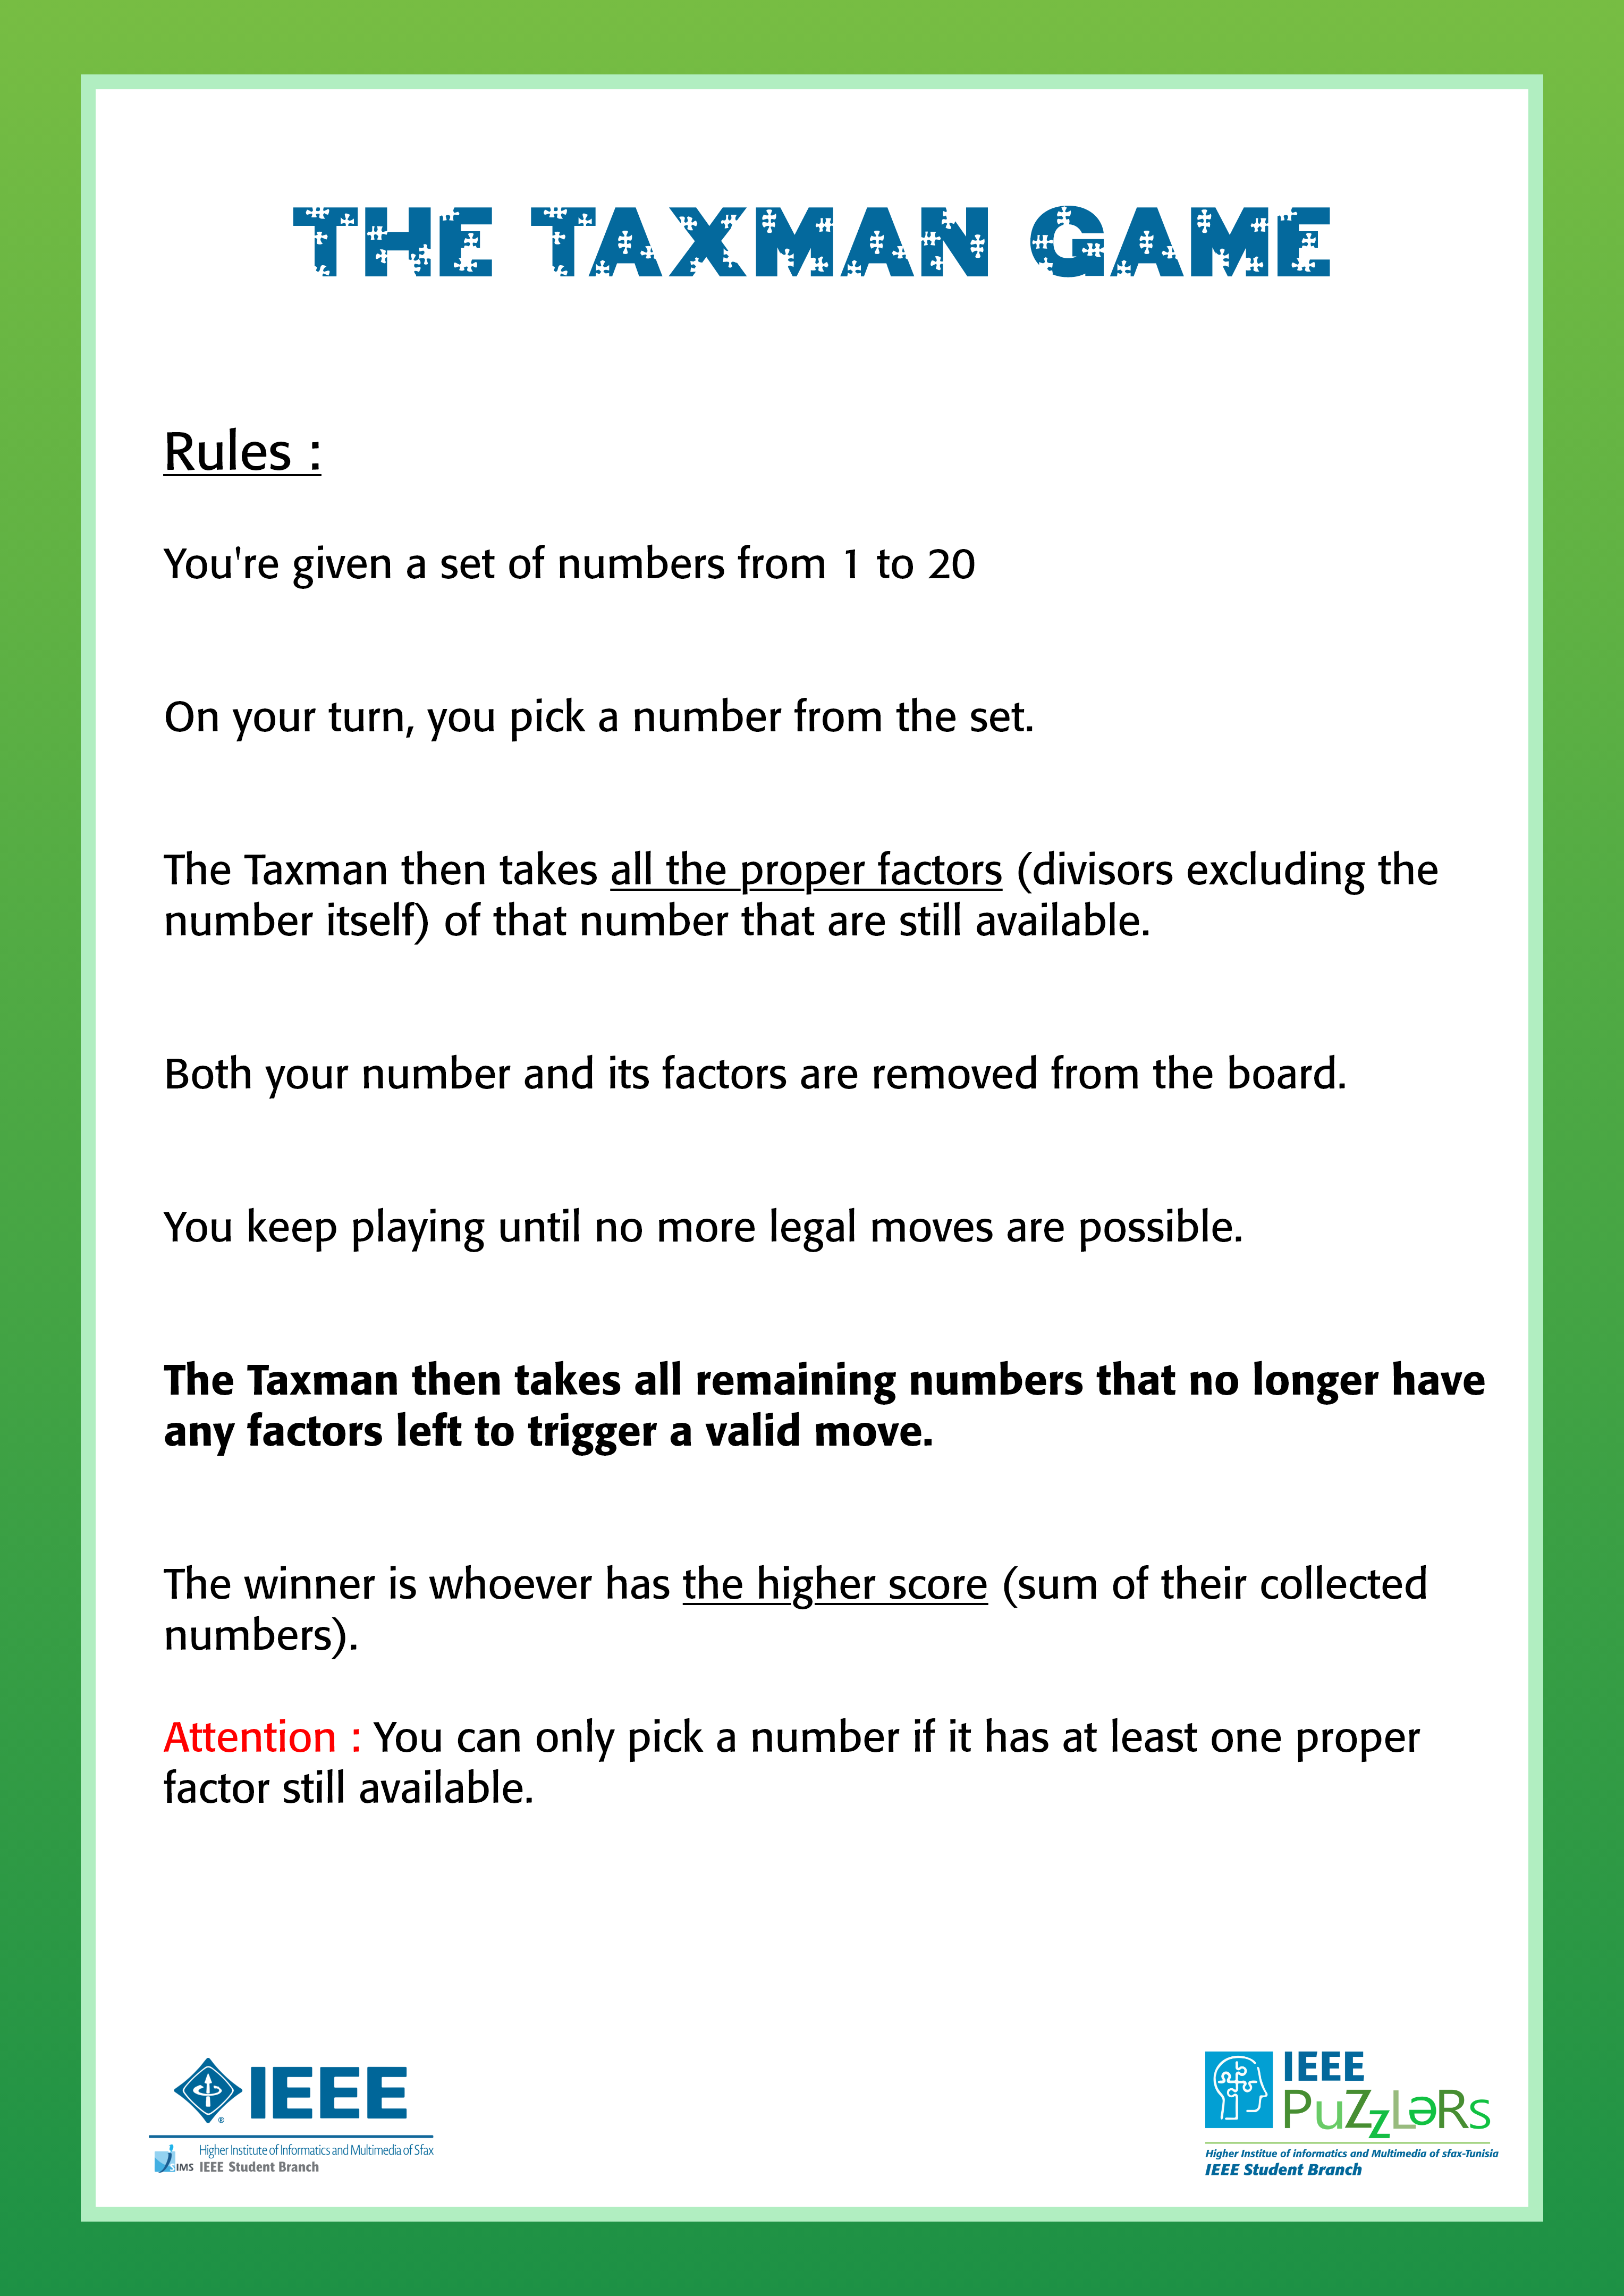 THE TAXMAN GAME
Rules :
You're given a set of numbers from 1 to 20
On your turn, you pick a number from the set.
The Taxman then takes all the proper factors (divisors excluding the
number itself) of that number that are still available.
Both your number and its factors are removed from the board.
You keep playing until no more legal moves are possible.
The Taxman then takes all remaining numbers that no longer have
any factors left to trigger a valid move.
The winner is whoever has the higher score (sum of their collected
numbers).
Attention : You can only pick a number if it has at least one proper
factor still available.
IEEE
Higher Institute of Informatics and Multimedia of Sfax
IMS IEEE Student Branch
IEEE
PuZzLəRs
Higher Institue of informatics and Multimedia of sfax-Tunisia
IEEE Student Branch